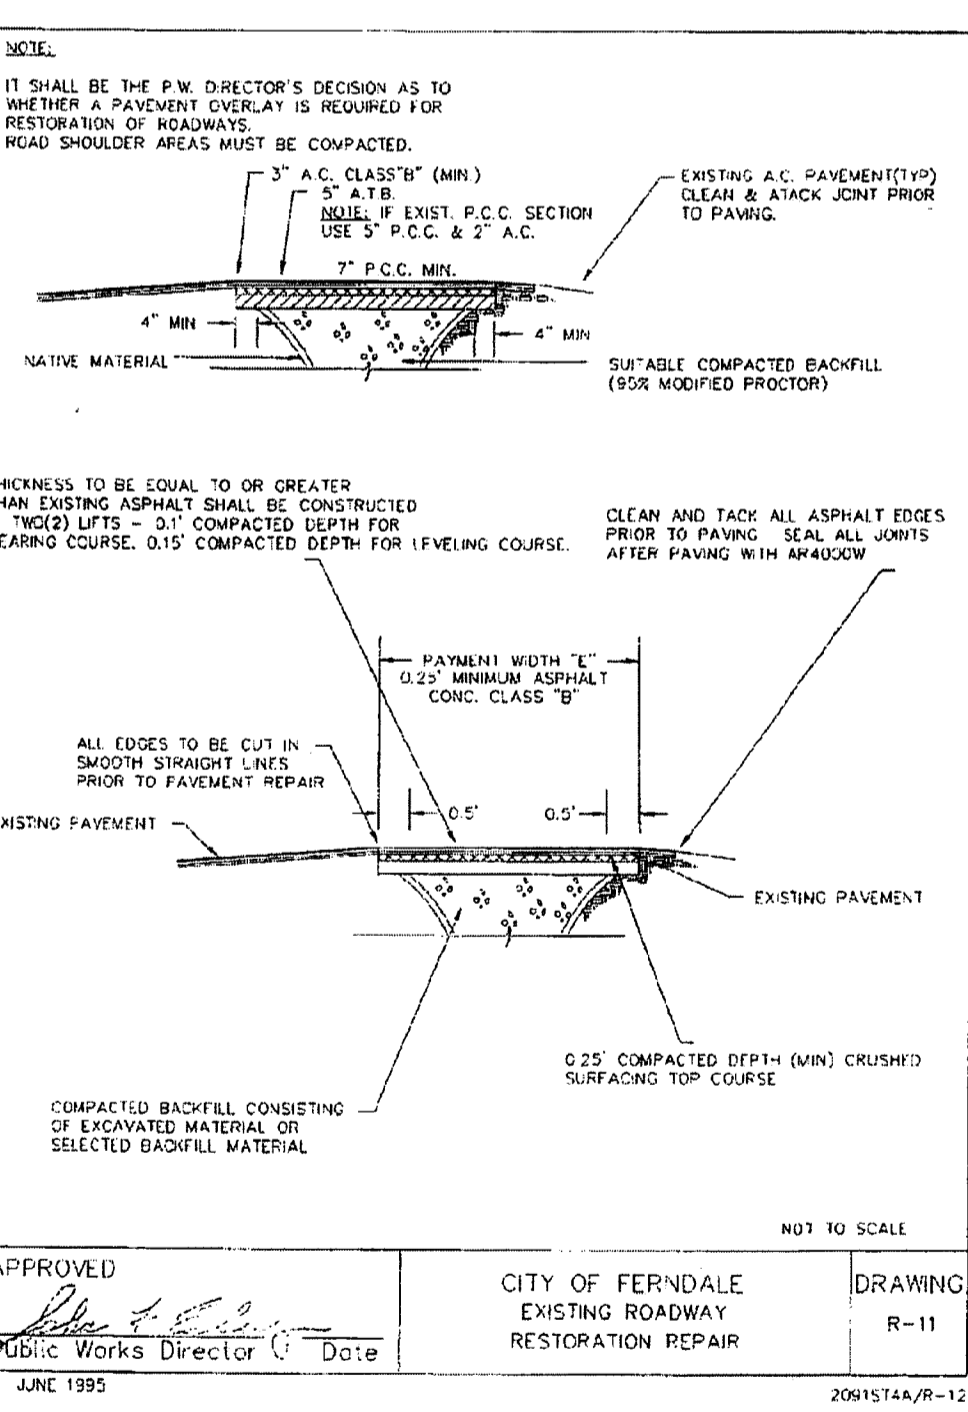 NOTE:
IT SHALL BE THE P.W. DIRECTOR'S DECISION AS TO
WHETHER A PAVEMENT OVERLAY IS REQUIRED FOR
RESTORATION OF ROADWAYS.
ROAD SHOULDER AREAS MUST BE COMPACTED.
3" A.C. CLASS"B" (MIN.)
5" A.T.B.
NOTE: IF EXIST. P.C.C. SECTION
USE 5" P.C.C. & 2" A.C.
7" P.C.C. MIN.
EXISTING A.C. PAVEMENT(TYP)
CLEAN & ATACK JOINT PRIOR
TO PAVING.
4" MIN
4" MIN
NATIVE MATERIAL
SUITABLE COMPACTED BACKFILL
(95% MODIFIED PROCTOR)
HICKNESS TO BE EQUAL TO OR GREATER
HAN EXISTING ASPHALT SHALL BE CONSTRUCTED
TWO(2) LIFTS - 0.1' COMPACTED DEPTH FOR
EARING COURSE. 0.15' COMPACTED DEPTH FOR LEVELING COURSE.
CLEAN AND TACK ALL ASPHALT EDGES
PRIOR TO PAVING SEAL ALL JOINTS
AFTER PAVING WITH AR4000W
PAYMENT WIDTH "E"
0.25' MINIMUM ASPHALT
CONC. CLASS "B"
ALL EDGES TO BE CUT IN
SMOOTH STRAIGHT LINES
PRIOR TO PAVEMENT REPAIR
0.5'
0.5'
XISTING PAVEMENT
EXISTING PAVEMENT
0.25' COMPACTED DEPTH (MIN) CRUSHED
SURFACING TOP COURSE
COMPACTED BACKFILL CONSISTING
OF EXCAVATED MATERIAL OR
SELECTED BACKFILL MATERIAL
NOT TO SCALE
APPROVED
Public Works Director Date
CITY OF FERNDALE
EXISTING ROADWAY
RESTORATION REPAIR
DRAWING
R-11
JUNE 1995
2091ST4A/R-12